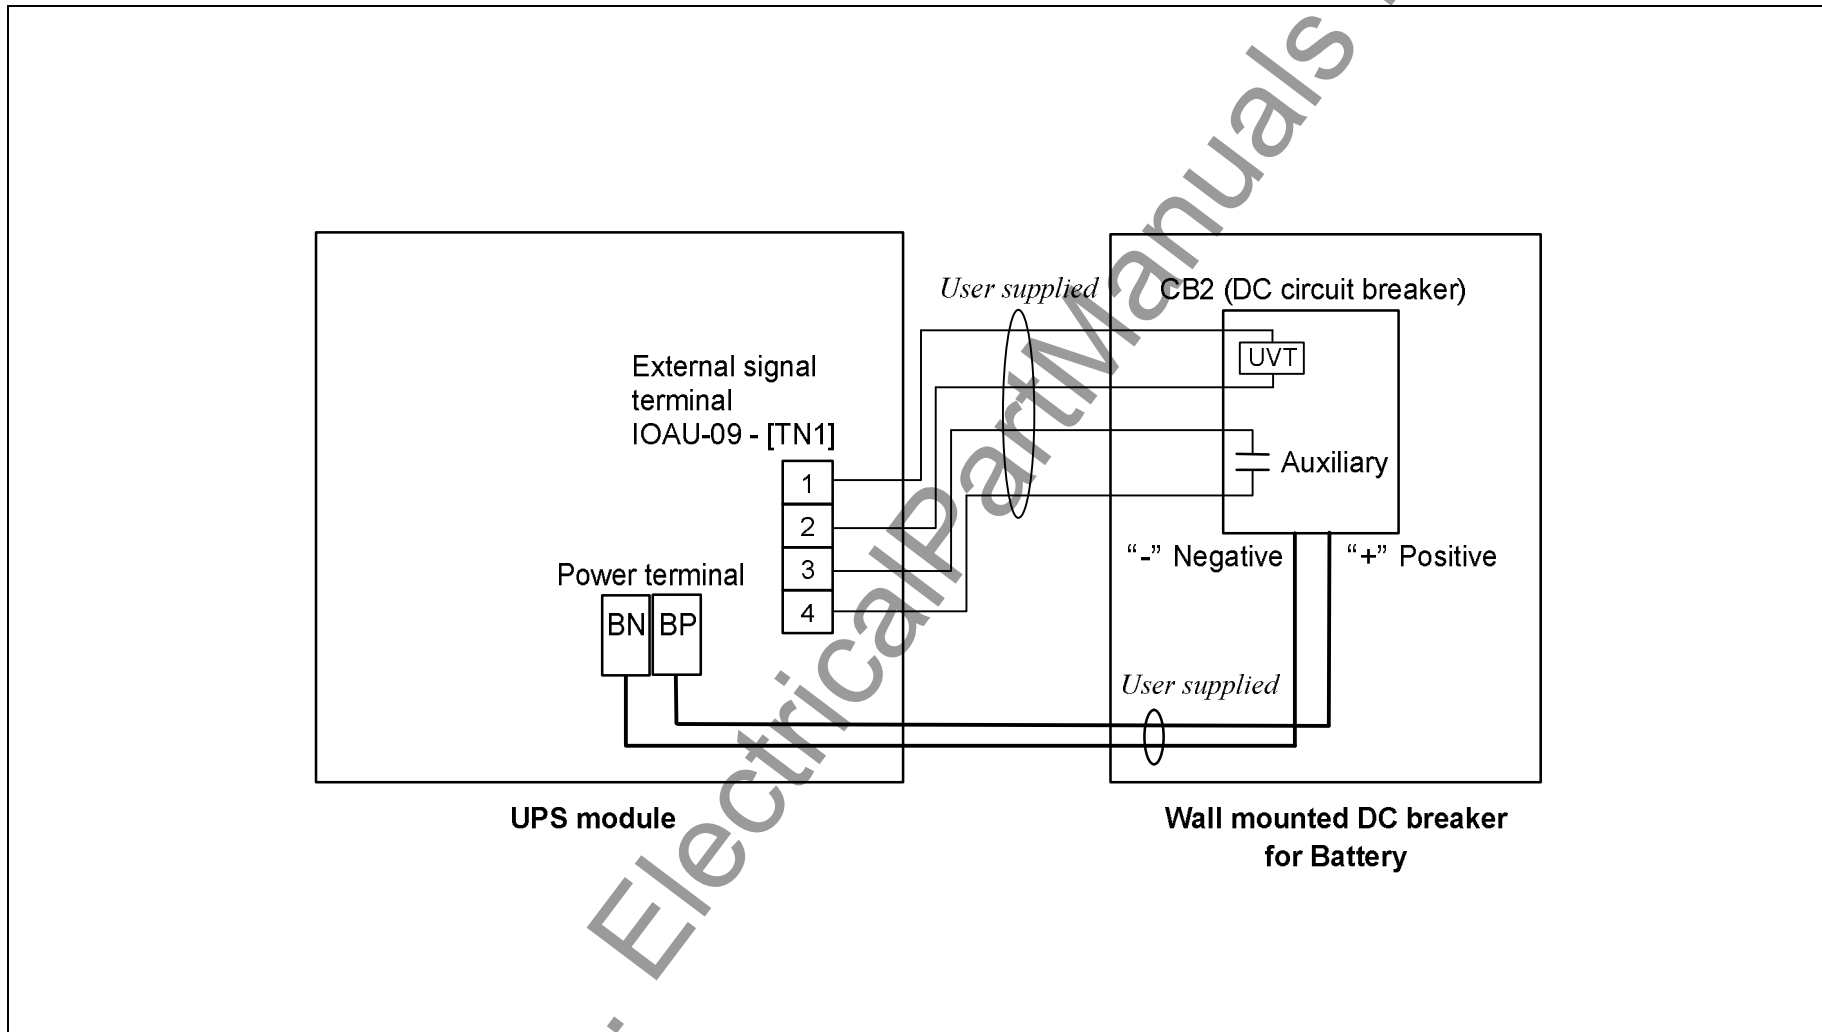 User supplied
CB2 (DC circuit breaker)
UVT
External signal
terminal
IOAU-09 - [TN1]
1
2
3
4
Auxiliary
“-” Negative
“+” Positive
Power terminal
BN
BP
User supplied
UPS module
Wall mounted DC breaker
for Battery
ElectricalPartManuals .